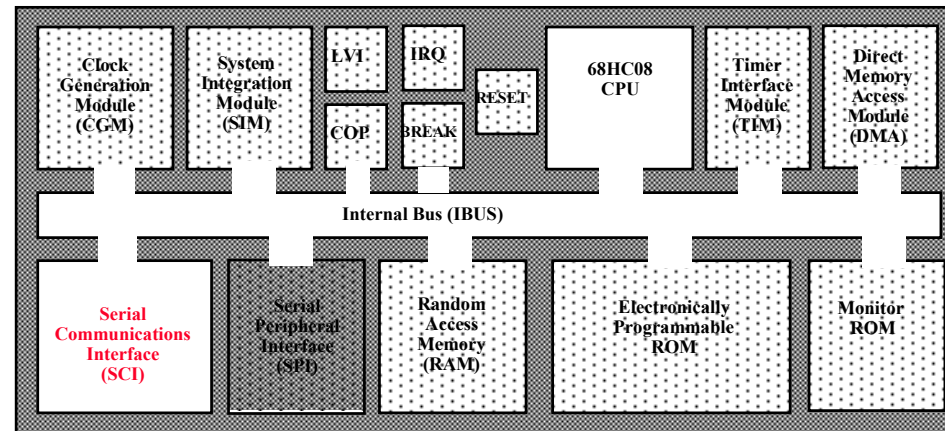 Clock
Generation
Module
(CGM)
System
Integration
Module
(SIM)
LVI
IRQ
COP
BREAK
RESET
68HC08
CPU
Timer
Interface
Module
(TIM)
Direct
Memory
Access
Module
(DMA)
Internal Bus (IBUS)
Serial
Communications
Interface
(SCI)
Serial
Peripheral
Interface
(SPI)
Random
Access
Memory
(RAM)
Electronically
Programmable
ROM
Monitor
ROM